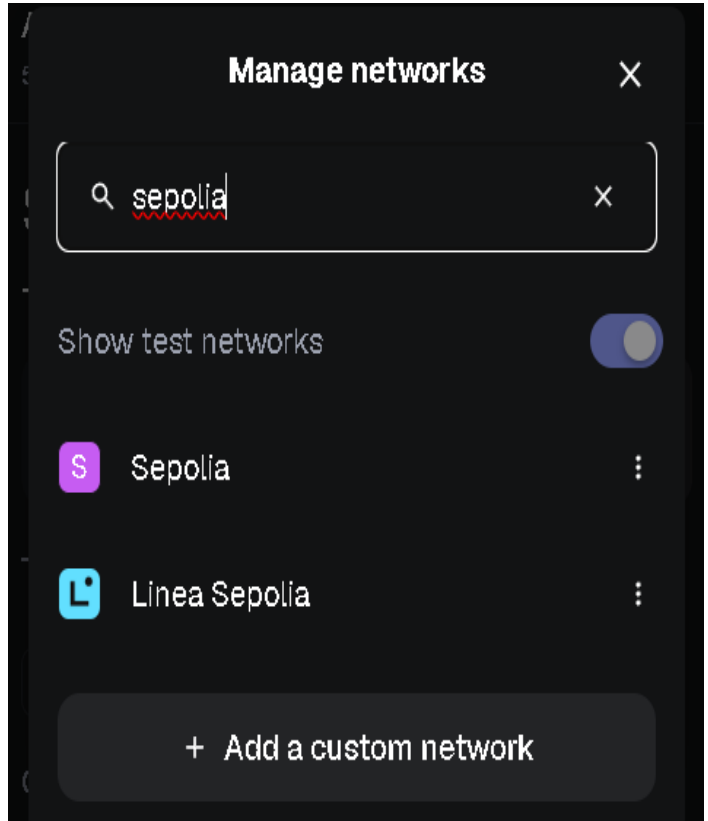 Manage networks
sepolia
Show test networks
S Sepolia
L Linea Sepolia
+ Add a custom network